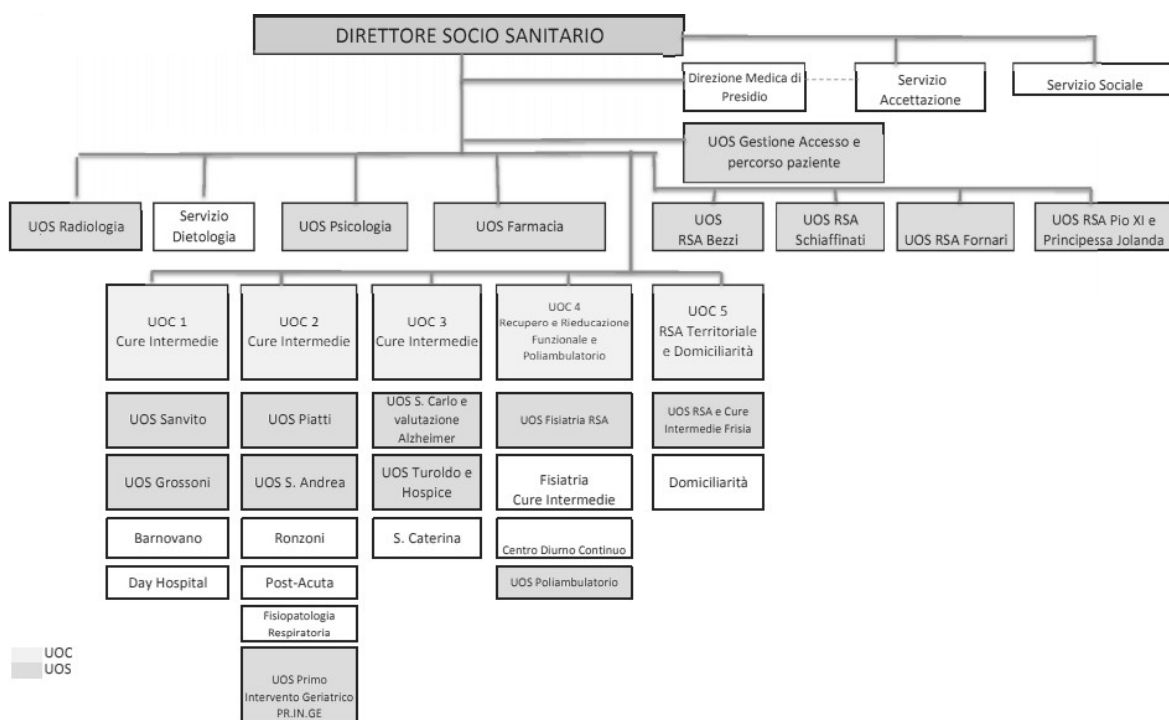 DIRETTORE SOCIO SANITARIO
Direzione Medica di
Presidio
Servizio
Accettazione
Servizio Sociale
UOS Gestione Accesso e
percorso paziente
UOS Radiologia
Servizio
Dietologia
UOS Psicologia
UOS Farmacia
UOS
RSA Bezzi
UOS RSA
Schiaffinati
UOS RSA Fornari
UOS RSA Pio XI e
Principessa Jolanda
UOC 1
Cure Intermedie
UOC 2
Cure Intermedie
UOC 3
Cure Intermedie
UOC 4
Recupero e Rieducazione
Funzionale e
Poliambulatorio
UOC 5
RSA Territoriale
e Domiciliarità
UOS Sanvito
UOS Piatti
UOS S. Carlo e
valutazione
Alzheimer
UOS Fisiatria RSA
UOS RSA e Cure
Intermedie Frisia
UOS Grossoni
UOS S. Andrea
UOS Turoldo e
Hospice
Fisiatria
Cure Intermedie
Domiciliarità
Barnovano
Ronzoni
S. Caterina
Centro Diurno Continuo
Day Hospital
Post-Acuta
UOS Poliambulatorio
Fisiopatologia
Respiratoria
UOS Primo
Intervento Geriatrico
PR.IN.GE
UOC
UOS